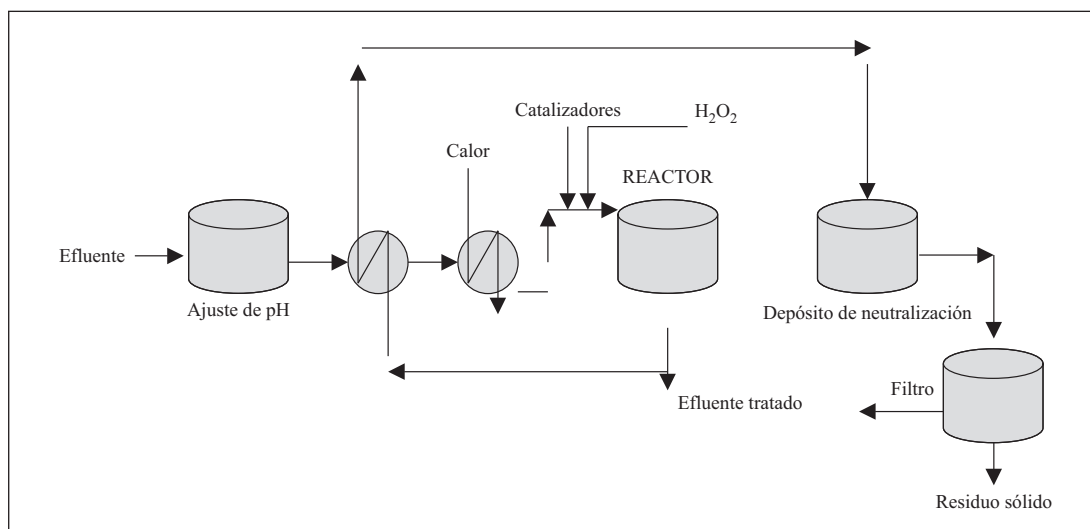 Catalizadores
H₂O₂
Calor
REACTOR
Efluente
Ajuste de pH
Depósito de neutralización
Filtro
Efluente tratado
Residuo sólido